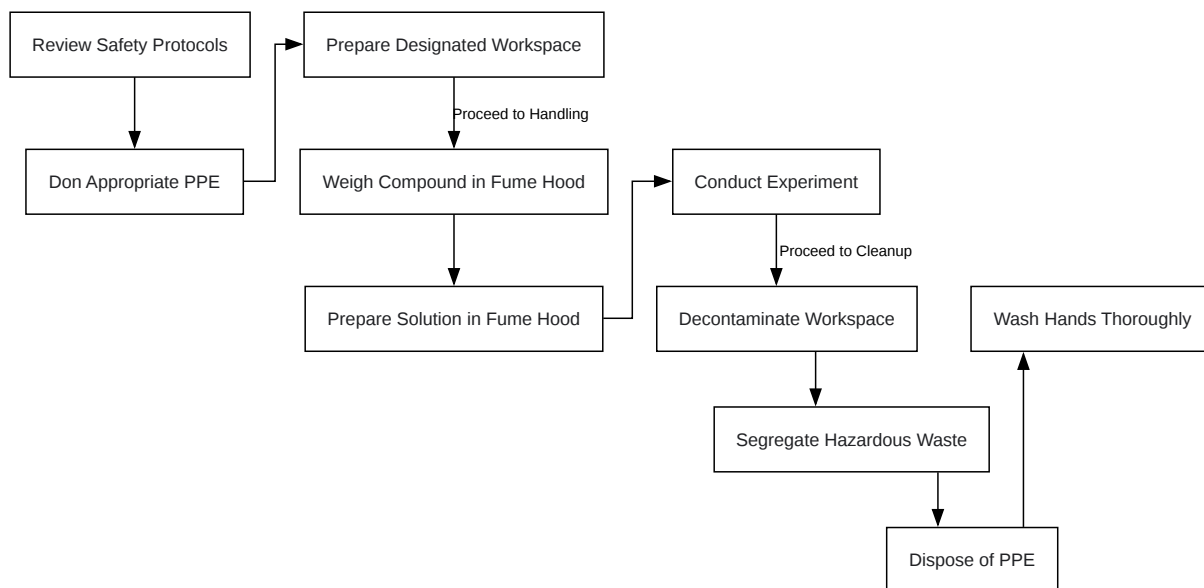 Review Safety Protocols
Don Appropriate PPE
Prepare Designated Workspace
Proceed to Handling
Weigh Compound in Fume Hood
Prepare Solution in Fume Hood
Conduct Experiment
Proceed to Cleanup
Decontaminate Workspace
Segregate Hazardous Waste
Dispose of PPE
Wash Hands Thoroughly